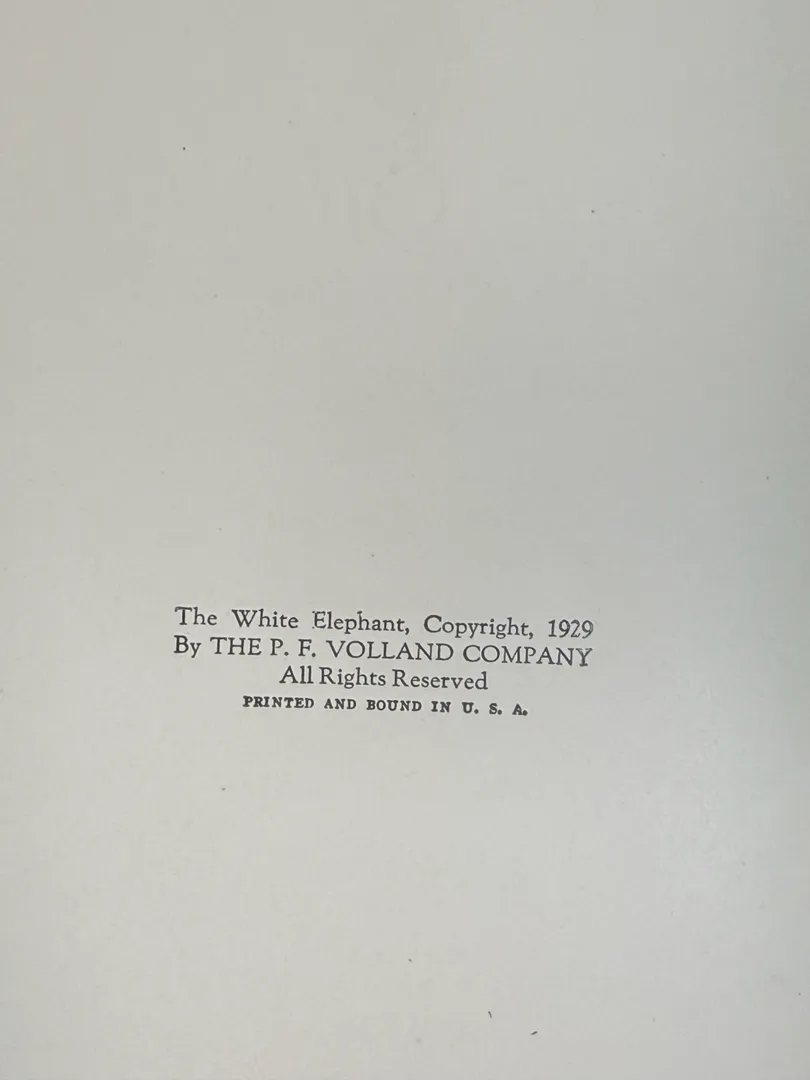 The White Elephant, Copyright, 1929
By THE P. F. VOLLAND COMPANY
All Rights Reserved
PRINTED AND BOUND IN U. S. A.